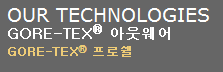 OUR TECHNOLOGIES
GORE-TEX® 아웃웨어
GORE-TEX® 프로쉘